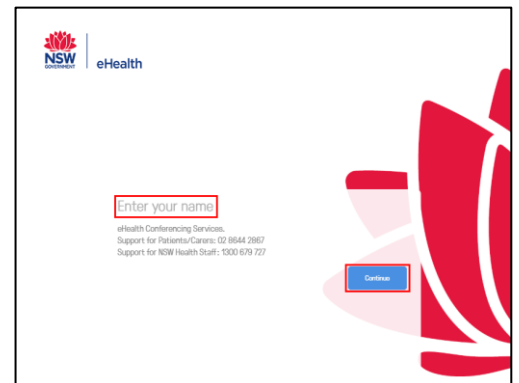 NSW
GOVERNMENT
eHealth
Enter your name
eHealth Conferencing Services.
Support for Patients/Carers: 02 8644 2867
Support for NSW Health Staff: 1300 679 727
Continue